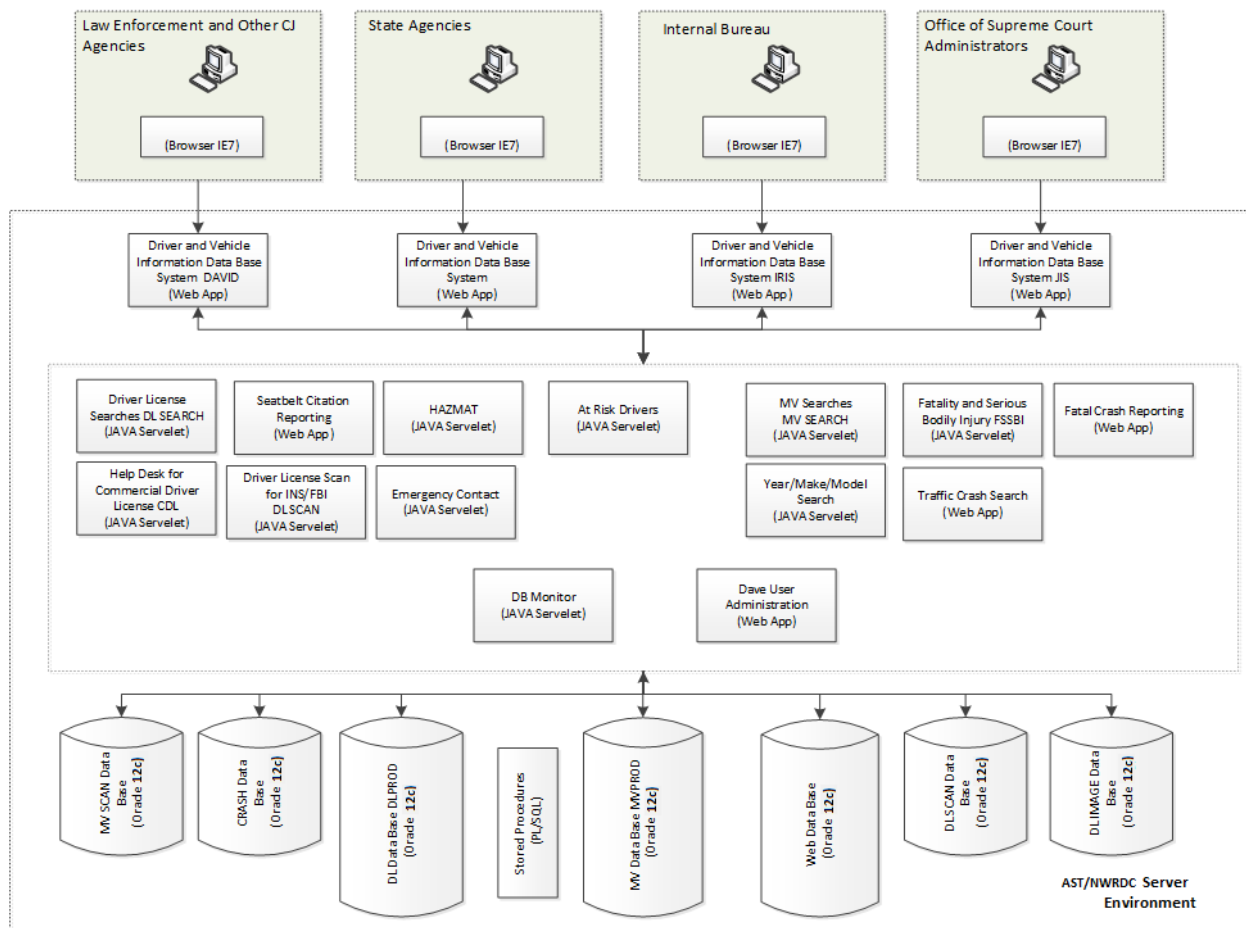 Law Enforcement and Other CJ
Agencies
State Agencies
Internal Bureau
Office of Supreme Court
Administrators
(Browser IE7)
(Browser IE7)
(Browser IE7)
(Browser IE7)
Driver and Vehicle
Information Data Base
System DAVID
(Web App)
Driver and Vehicle
Information Data Base
System
(Web App)
Driver and Vehicle
Information Data Base
System IRIS
(Web App)
Driver and Vehicle
Information Data Base
System JIS
(Web App)
Driver License
Searches DL SEARCH
(JAVA Servelet)
Seatbelt Citation
Reporting
(Web App)
HAZMAT
(JAVA Servelet)
At Risk Drivers
(JAVA Servelet)
MV Searches
MV SEARCH
(JAVA Servelet)
Fatality and Serious
Bodily Injury FSSBI
(JAVA Servelet)
Fatal Crash Reporting
(Web App)
Help Desk for
Commercial Driver
License CDL
(JAVA Servelet)
Driver License Scan
for INS/FBI
DLSCAN
(JAVA Servelet)
Emergency Contact
(JAVA Servelet)
Year/Make/Model
Search
(JAVA Servelet)
Traffic Crash Search
(Web App)
DB Monitor
(JAVA Servelet)
Dave User
Administration
(Web App)
MV SCAN Data
Base
(Oracle 12c)
CRASH Data
Base
(Oracle 12c)
DL Data Base DLPROD
(Oracle 12c)
Stored Procedures
(PL/SQL)
MV Data Base MVPROD
(Oracle 12c)
Web Data Base
(Oracle 12c)
DLSCAN Data
Base
(Oracle 12c)
DLIMAGE Data
Base
(Oracle 12c)
AST/NWRDC Server
Environment